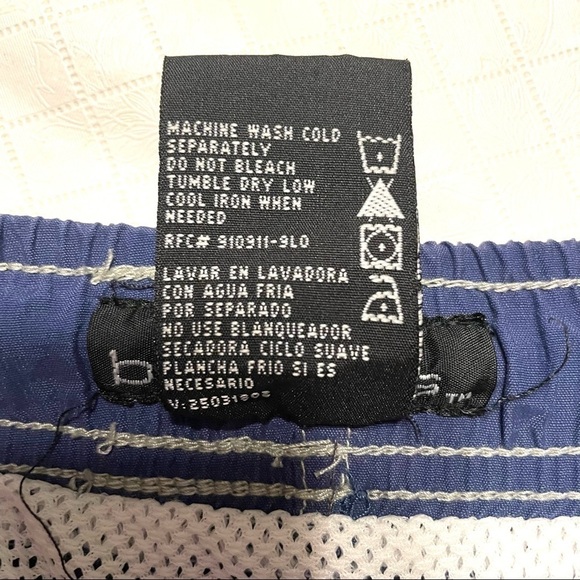 MACHINE WASH COLD
SEPARATELY
DO NOT BLEACH
TUMBLE DRY LOW
COOL IRON WHEN
NEEDED
RFC# 910911-9L0
LAVAR EN LAVADORA
CON AGUA FRIA
POR SEPARADO
NO USE BLANQUEADOR
SECADORA CICLO SUAVE
PLANCHA FRIO SI ES
NECESARIO